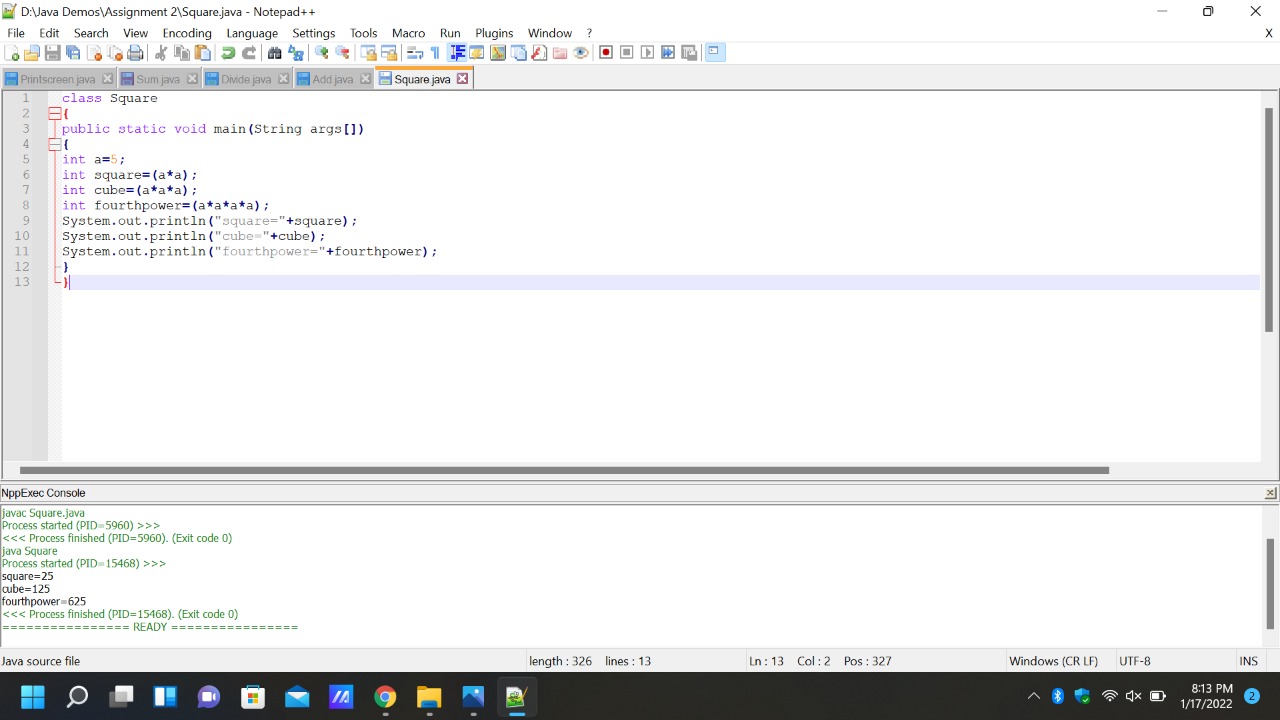 D:\Java Demos\Assignment 2\Square.java - Notepad++
File Edit Search View Encoding Language Settings Tools Macro Run Plugins Window ? X
Printscreen.java Sum.java Divide.java Add.java Square.java
1 class Square
2 {
3 public static void main(String args[])
4 {
5 int a=5;
6 int square=(a*a);
7 int cube=(a*a*a);
8 int fourthpower=(a*a*a*a);
9 System.out.println("square="+square);
10 System.out.println("cube="+cube);
11 System.out.println("fourthpower="+fourthpower);
12 }
13 }
NppExec Console
javac Square.java
Process started (PID=5960) >>>
<<< Process finished (PID=5960). (Exit code 0)
java Square
Process started (PID=15468) >>>
square=25
cube=125
fourthpower=625
<<< Process finished (PID=15468). (Exit code 0)
================ READY ================
Java source file length : 326 lines : 13 Ln : 13 Col : 2 Pos : 327 Windows (CR LF) UTF-8 INS
8:13 PM
1/17/2022 2